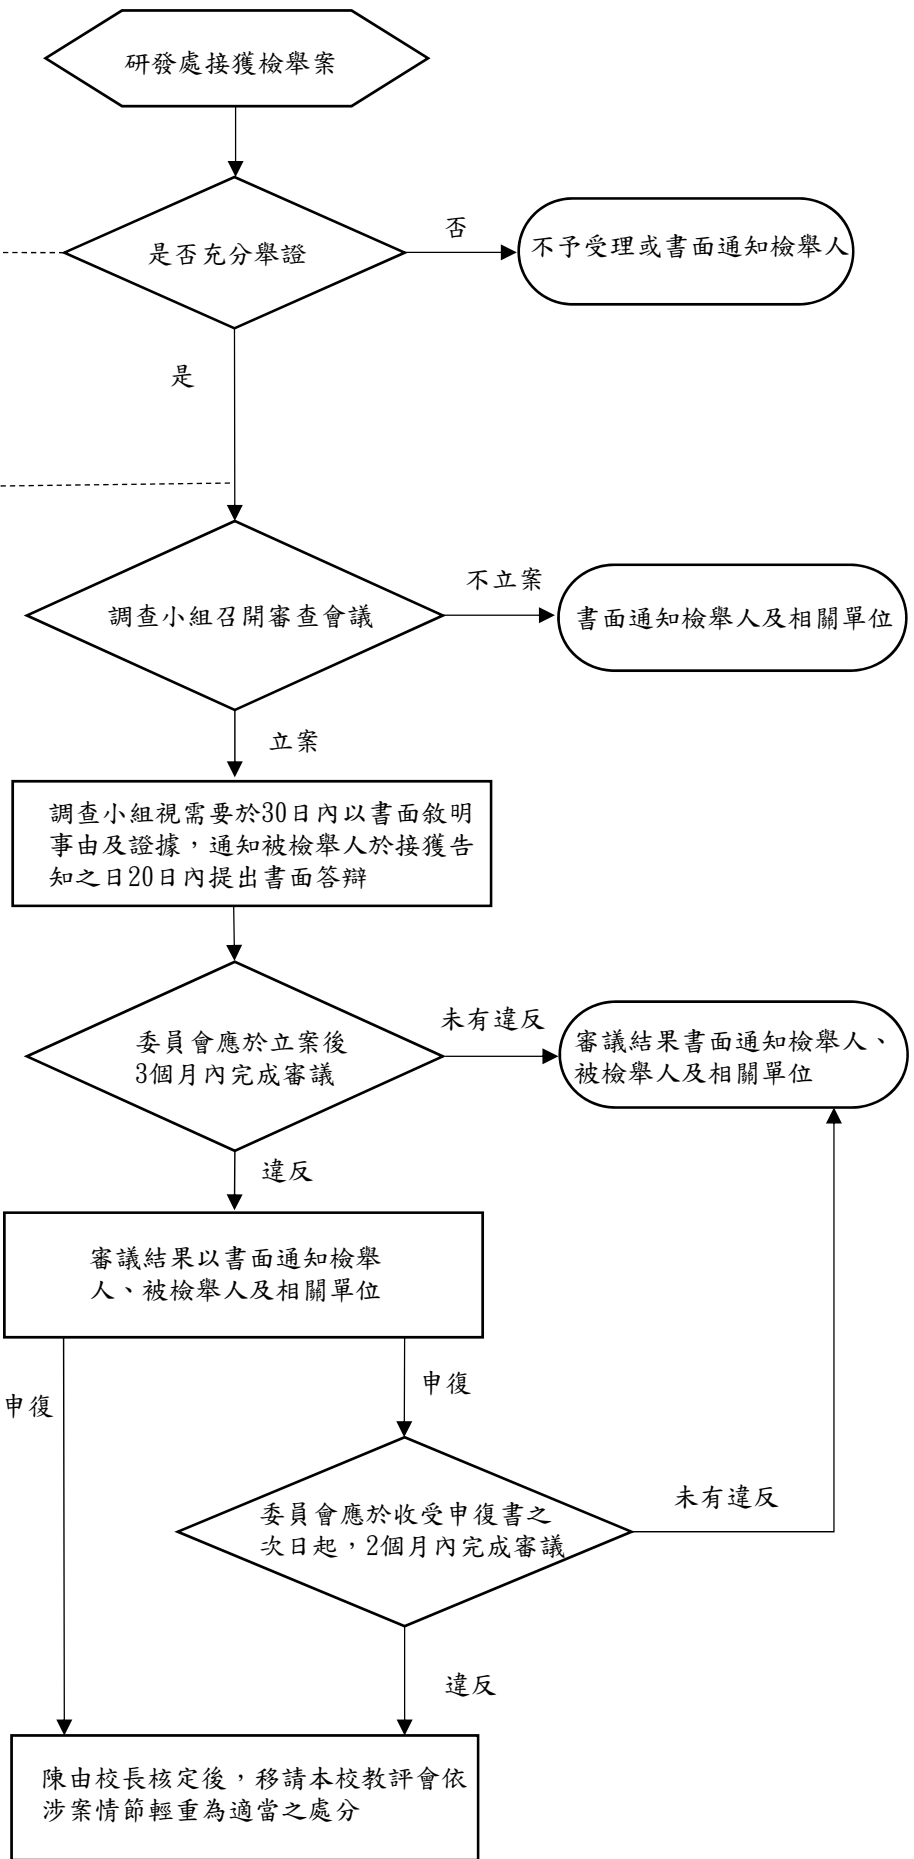 研發處接獲檢舉案
是否充分舉證
否
不予受理或書面通知檢舉人
是
調查小組召開審查會議
不立案
書面通知檢舉人及相關單位
立案
調查小組視需要於30日內以書面敘明
事由及證據，通知被檢舉人於接獲告
知之日20日內提出書面答辯
委員會應於立案後
3個月內完成審議
未有違反
審議結果書面通知檢舉人、
被檢舉人及相關單位
違反
審議結果以書面通知檢舉
人、被檢舉人及相關單位
申復
申復
委員會應於收受申復書之
次日起，2個月內完成審議
未有違反
違反
陳由校長核定後，移請本校教評會依
涉案情節輕重為適當之處分